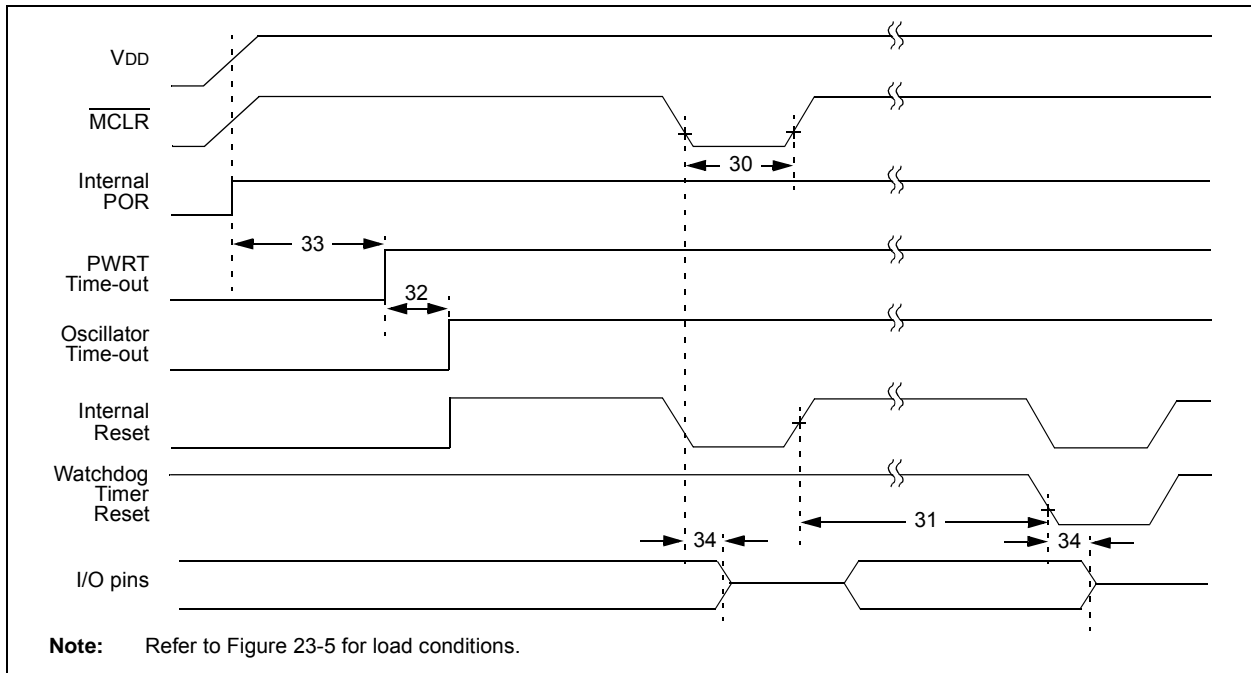 VDD
MCLR
30
Internal
POR
33
PWRT
Time-out
32
Oscillator
Time-out
Internal
Reset
Watchdog
Timer
Reset
31
34
34
I/O pins
Note: Refer to Figure 23-5 for load conditions.